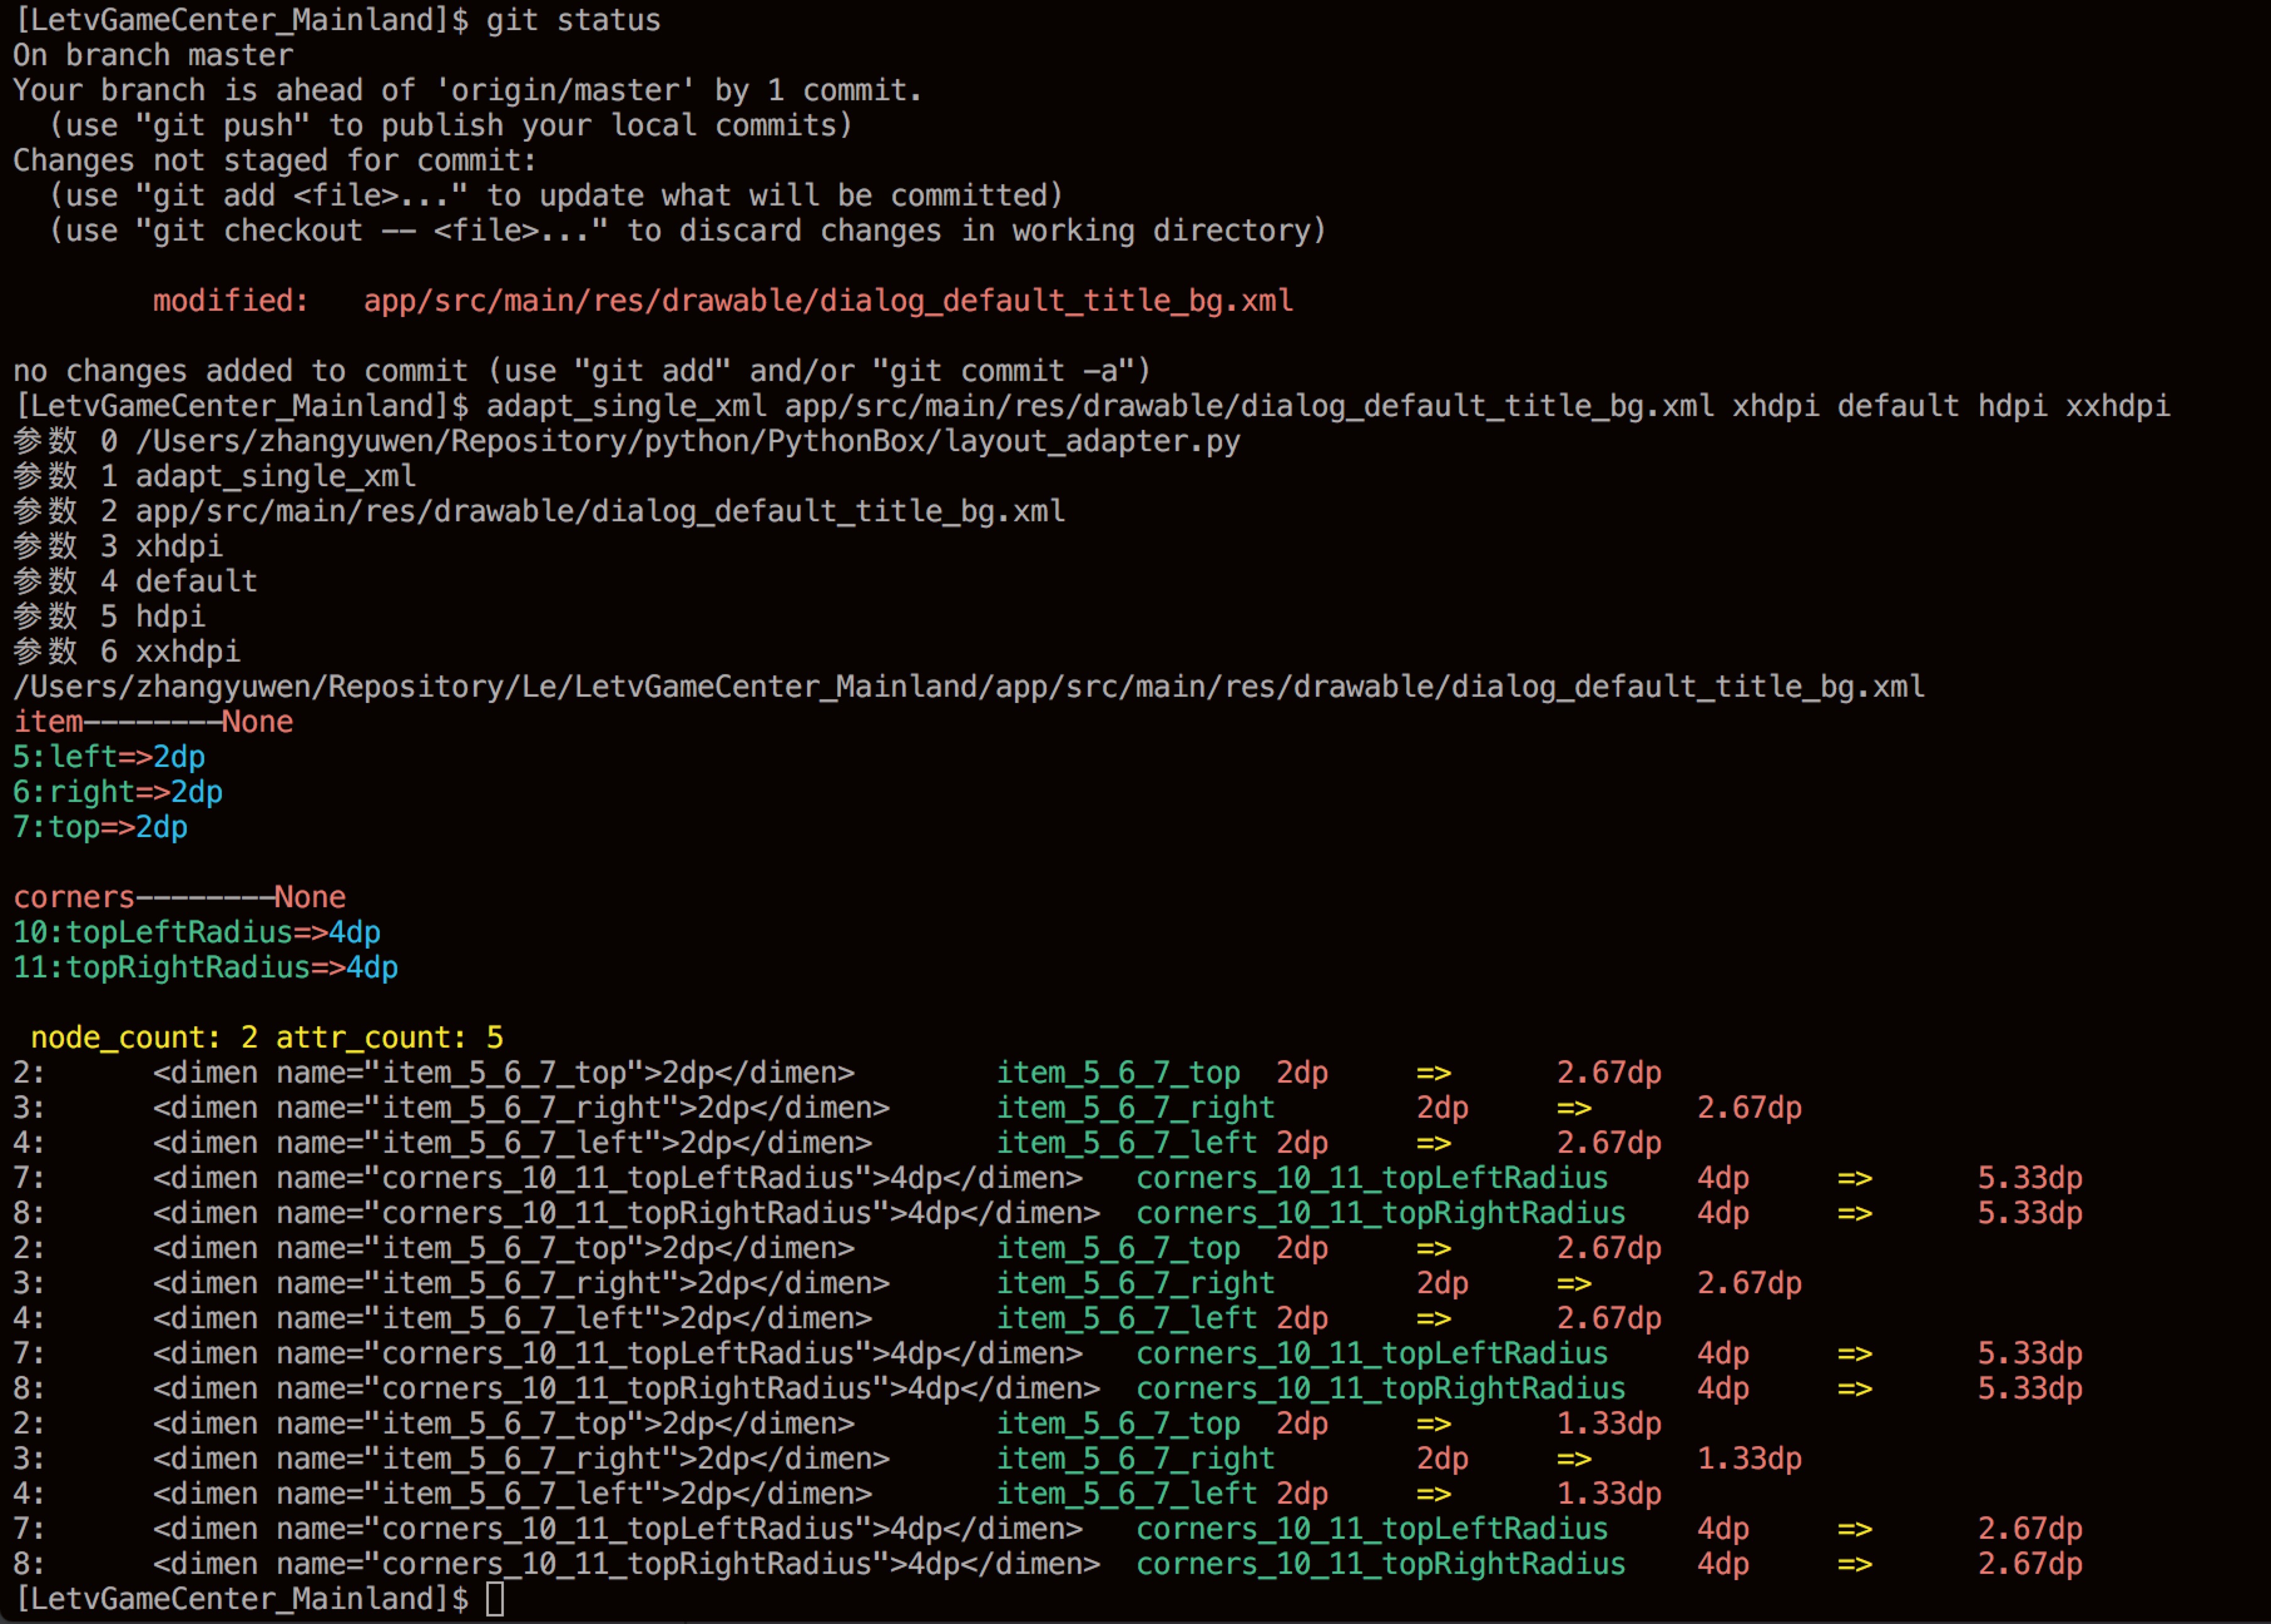 [LetvGameCenter_Mainland]$ git status
On branch master
Your branch is ahead of 'origin/master' by 1 commit.
  (use "git push" to publish your local commits)
Changes not staged for commit:
  (use "git add <file>..." to update what will be committed)
  (use "git checkout -- <file>..." to discard changes in working directory)
modified:   app/src/main/res/drawable/dialog_default_title_bg.xml
no changes added to commit (use "git add" and/or "git commit -a")
[LetvGameCenter_Mainland]$ adapt_single_xml app/src/main/res/drawable/dialog_default_title_bg.xml xhdpi default hdpi xxhdpi
参数 0 /Users/zhangyuwen/Repository/python/PythonBox/layout_adapter.py
参数 1 adapt_single_xml
参数 2 app/src/main/res/drawable/dialog_default_title_bg.xml
参数 3 xhdpi
参数 4 default
参数 5 hdpi
参数 6 xxhdpi
/Users/zhangyuwen/Repository/Le/LetvGameCenter_Mainland/app/src/main/res/drawable/dialog_default_title_bg.xml
item--------None
5:left=>2dp
6:right=>2dp
7:top=>2dp
corners--------None
10:topLeftRadius=>4dp
11:topRightRadius=>4dp
node_count: 2 attr_count: 5
2:      <dimen name="item_5_6_7_top">2dp</dimen>        item_5_6_7_top  2dp     =>      2.67dp
3:      <dimen name="item_5_6_7_right">2dp</dimen>      item_5_6_7_right        2dp     =>      2.67dp
4:      <dimen name="item_5_6_7_left">2dp</dimen>       item_5_6_7_left 2dp     =>      2.67dp
7:      <dimen name="corners_10_11_topLeftRadius">4dp</dimen>   corners_10_11_topLeftRadius     4dp     =>      5.33dp
8:      <dimen name="corners_10_11_topRightRadius">4dp</dimen>  corners_10_11_topRightRadius    4dp     =>      5.33dp
2:      <dimen name="item_5_6_7_top">2dp</dimen>        item_5_6_7_top  2dp     =>      2.67dp
3:      <dimen name="item_5_6_7_right">2dp</dimen>      item_5_6_7_right        2dp     =>      2.67dp
4:      <dimen name="item_5_6_7_left">2dp</dimen>       item_5_6_7_left 2dp     =>      2.67dp
7:      <dimen name="corners_10_11_topLeftRadius">4dp</dimen>   corners_10_11_topLeftRadius     4dp     =>      5.33dp
8:      <dimen name="corners_10_11_topRightRadius">4dp</dimen>  corners_10_11_topRightRadius    4dp     =>      5.33dp
2:      <dimen name="item_5_6_7_top">2dp</dimen>        item_5_6_7_top  2dp     =>      1.33dp
3:      <dimen name="item_5_6_7_right">2dp</dimen>      item_5_6_7_right        2dp     =>      1.33dp
4:      <dimen name="item_5_6_7_left">2dp</dimen>       item_5_6_7_left 2dp     =>      1.33dp
7:      <dimen name="corners_10_11_topLeftRadius">4dp</dimen>   corners_10_11_topLeftRadius     4dp     =>      2.67dp
8:      <dimen name="corners_10_11_topRightRadius">4dp</dimen>  corners_10_11_topRightRadius    4dp     =>      2.67dp
[LetvGameCenter_Mainland]$